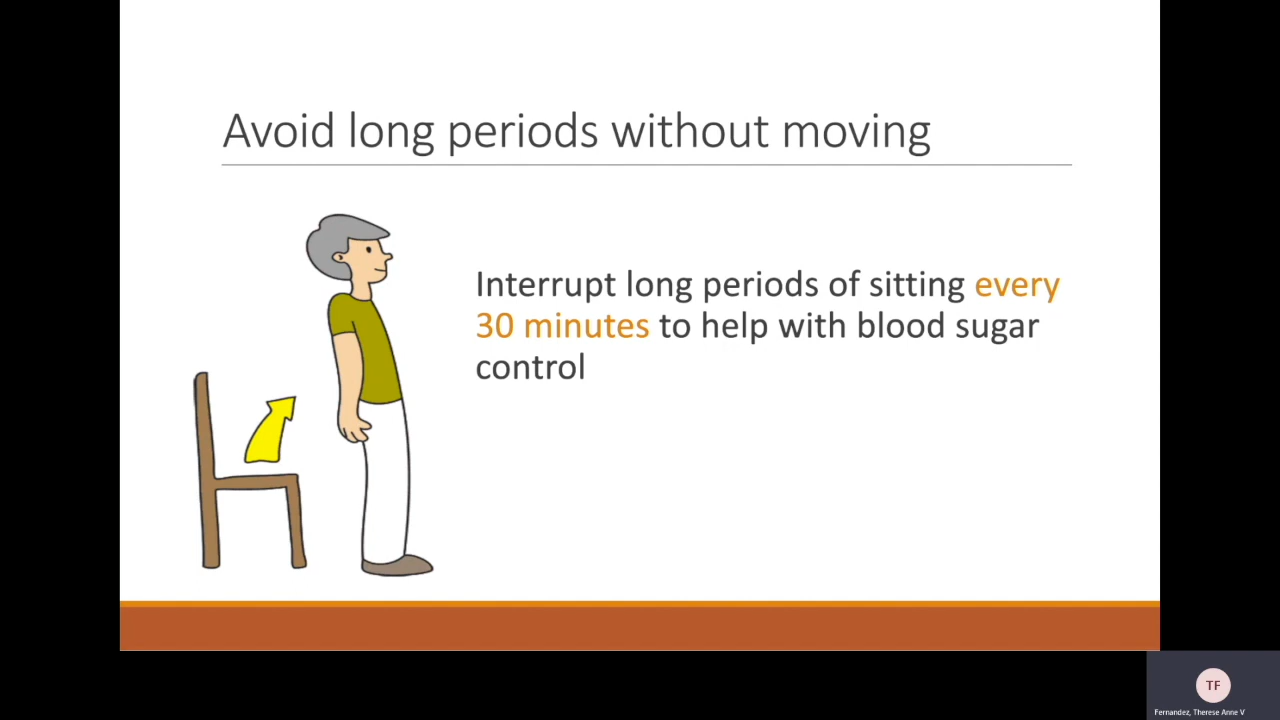 Avoid long periods without moving
Interrupt long periods of sitting every
30 minutes to help with blood sugar
control
TF
Fernandez, Therese Anne V